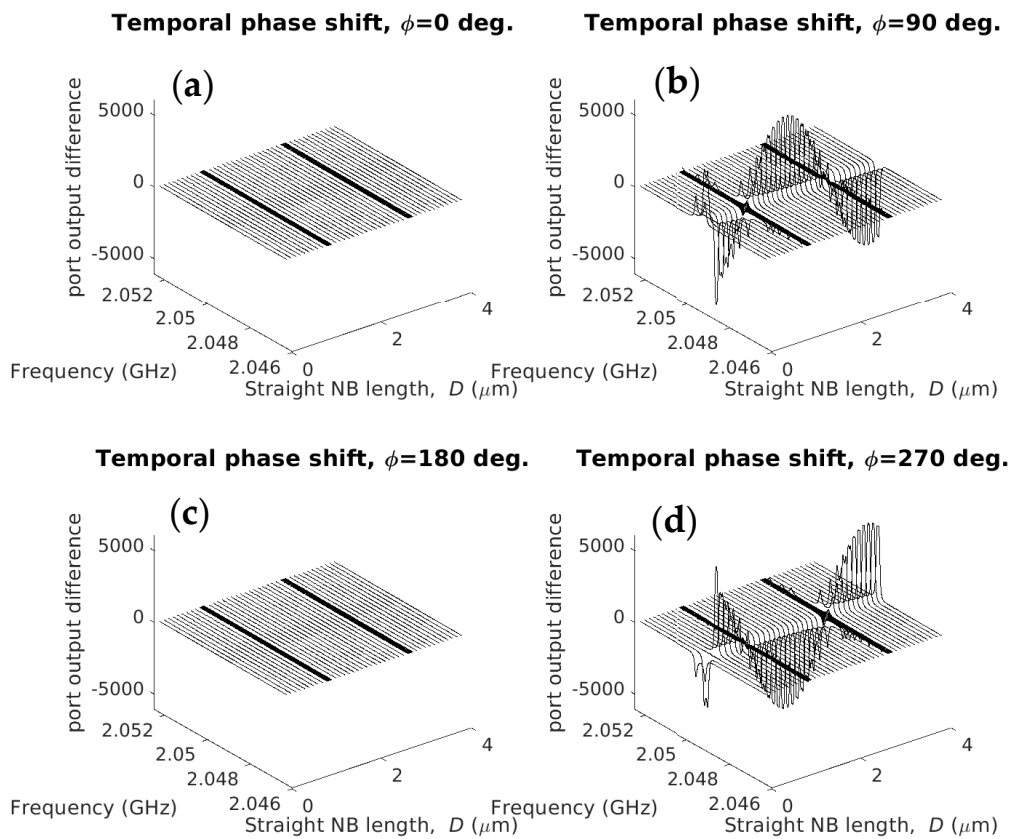 Temporal phase shift, ϕ=0 deg.
(a)
port output difference
5000
0
-5000
2.052
2.05
2.048
2.046
Frequency (GHz)
0
2
4
Straight NB length, D (μm)
Temporal phase shift, ϕ=90 deg.
(b)
port output difference
5000
0
-5000
2.052
2.05
2.048
2.046
Frequency (GHz)
0
2
4
Straight NB length, D (μm)
Temporal phase shift, ϕ=180 deg.
(c)
port output difference
5000
0
-5000
2.052
2.05
2.048
2.046
Frequency (GHz)
0
2
4
Straight NB length, D (μm)
Temporal phase shift, ϕ=270 deg.
(d)
port output difference
5000
0
-5000
2.052
2.05
2.048
2.046
Frequency (GHz)
0
2
4
Straight NB length, D (μm)